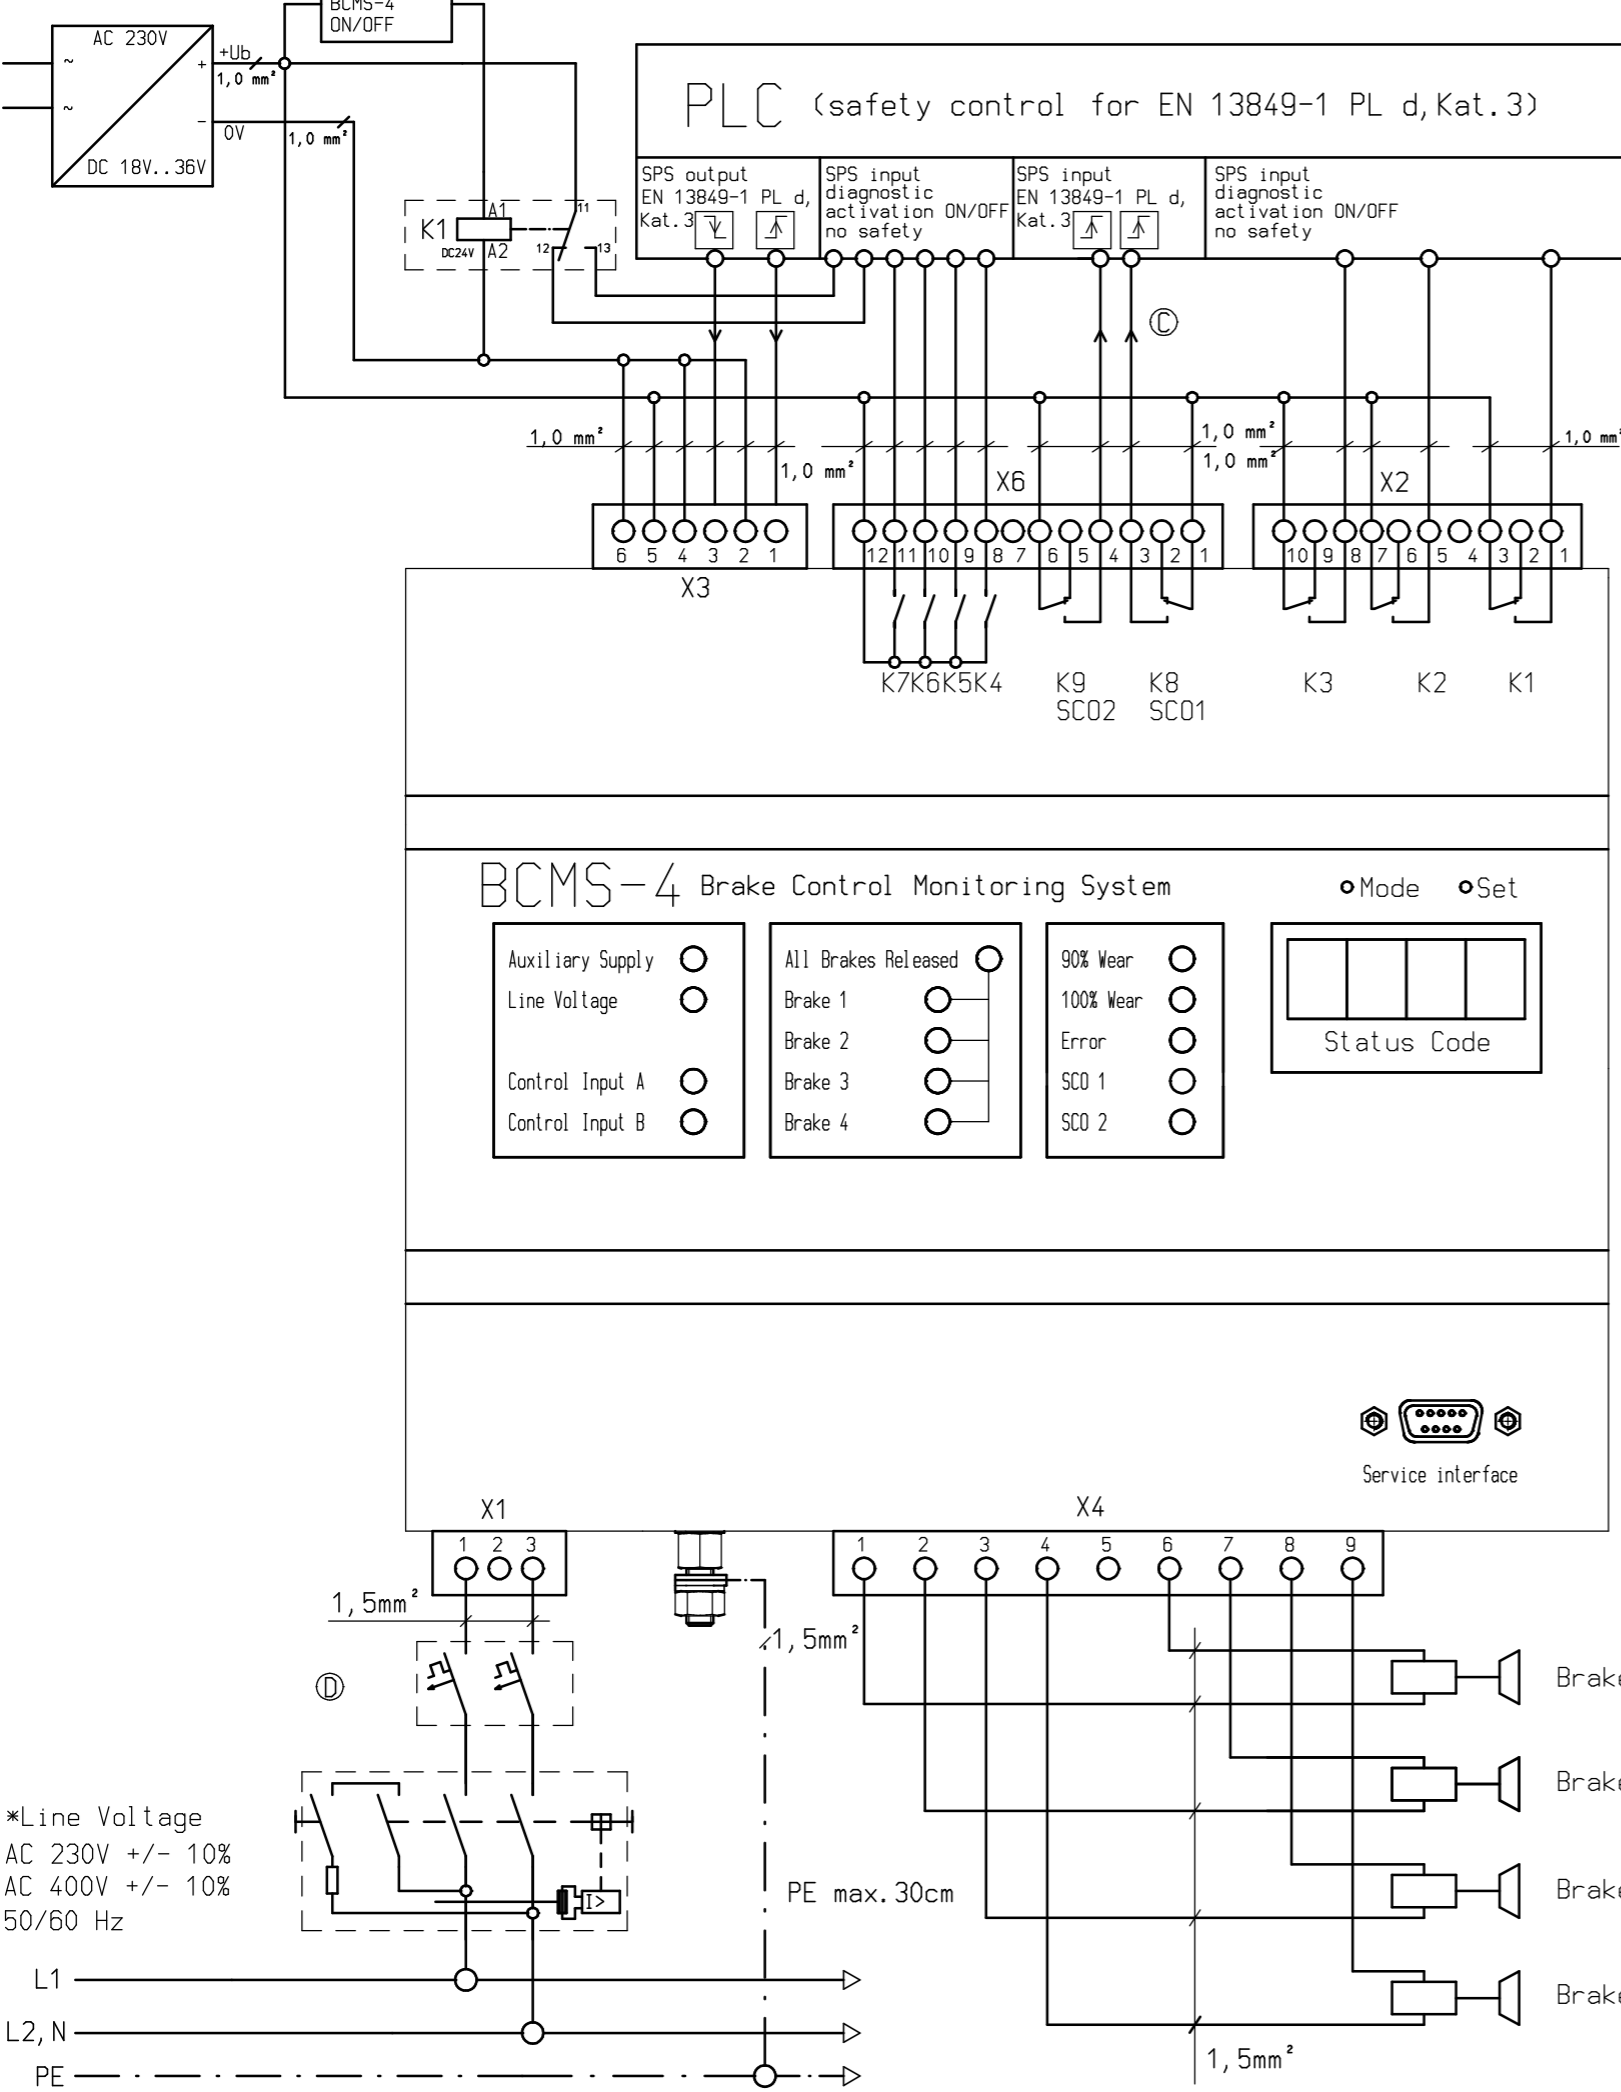 BCMS-4
ON/OFF
AC 230V
~
~
+
-
DC 18V..36V
+Ub
1,0 mm²
0V
1,0 mm²
PLC (safety control for EN 13849-1 PL d,Kat.3)
SPS output
EN 13849-1 PL d,
Kat.3
SPS input
diagnostic
activation ON/OFF
no safety
SPS input
EN 13849-1 PL d,
Kat.3
SPS input
diagnostic
activation ON/OFF
no safety
K1
DC24V
A1
A2
11
12
13
C
1,0 mm²
1,0 mm²
1,0 mm²
1,0 mm²
1,0 mm²
X6
X2
6 5 4 3 2 1
12 11 10 9 8 7 6 5 4 3 2 1
10 9 8 7 6 5 4 3 2 1
X3
K7 K6 K5 K4
K9
SCO2
K8
SCO1
K3
K2
K1
BCMS-4 Brake Control Monitoring System
Mode
Set
Auxiliary Supply
Line Voltage
Control Input A
Control Input B
All Brakes Released
Brake 1
Brake 2
Brake 3
Brake 4
90% Wear
100% Wear
Error
SCO 1
SCO 2
Status Code
Service interface
X1
X4
1 2 3
1 2 3 4 5 6 7 8 9
1,5mm²
1,5mm²
D
Brake
Brake
Brake
Brake
*Line Voltage
AC 230V +/- 10%
AC 400V +/- 10%
50/60 Hz
I>
PE max.30cm
L1
L2,N
PE
1,5mm²